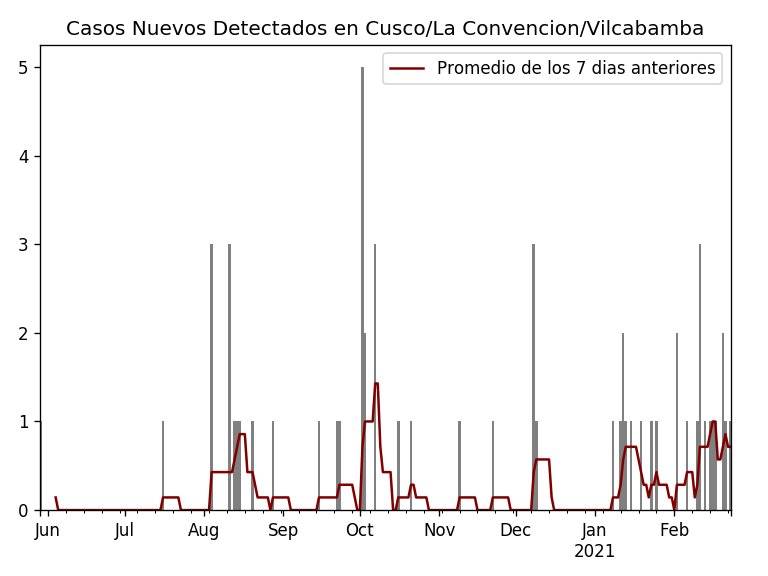 Casos Nuevos Detectados en Cusco/La Convencion/Vilcabamba
Promedio de los 7 dias anteriores
5
4
3
2
1
0
Jun Jul Aug Sep Oct Nov Dec Jan Feb
2021